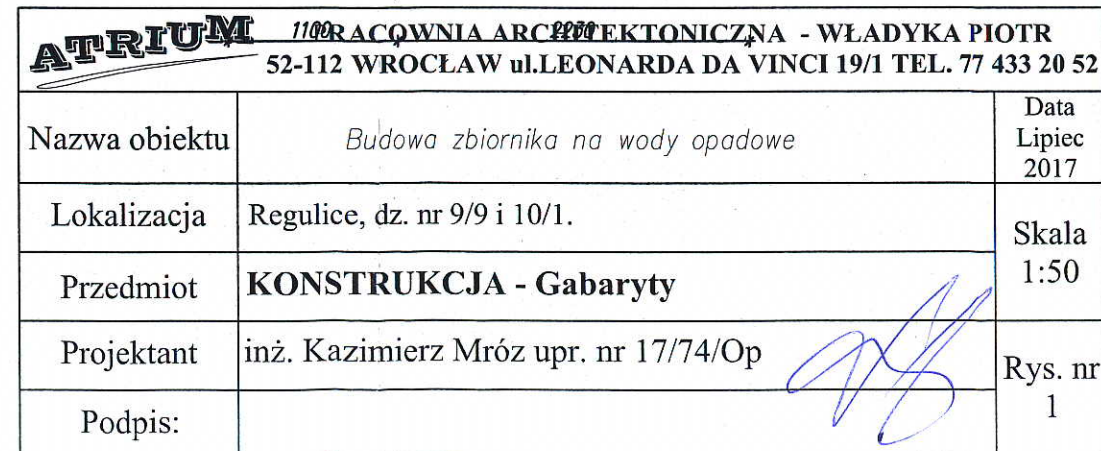 ATRIUM 1100 PRACOWNIA ARCHITEKTONICZNA - WŁADYKA PIOTR
52-112 WROCŁAW ul.LEONARDA DA VINCI 19/1 TEL. 77 433 20 52
Nazwa obiektu Budowa zbiornika na wody opadowe Data Lipiec 2017
Lokalizacja Regulice, dz. nr 9/9 i 10/1.
Skala 1:50
Przedmiot KONSTRUKCJA - Gabaryty
Projektant inż. Kazimierz Mróz upr. nr 17/74/Op
Rys. nr 1
Podpis: